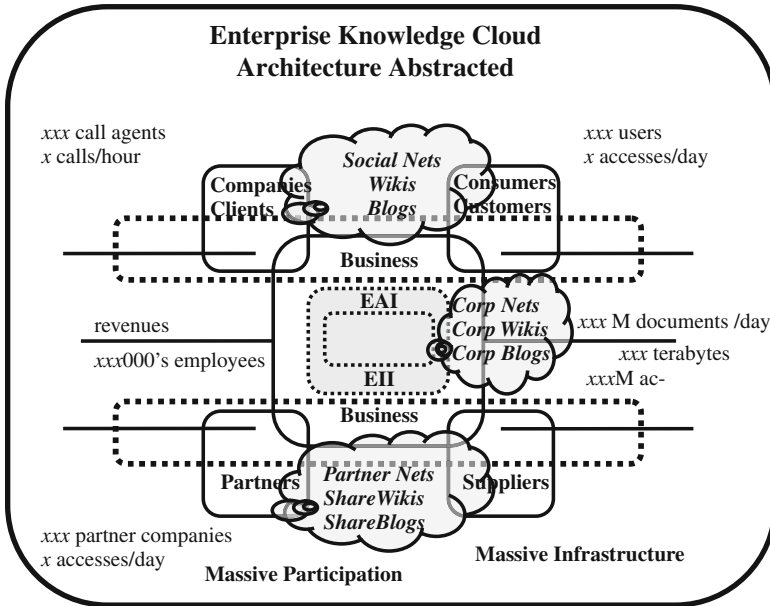 Enterprise Knowledge Cloud
Architecture Abstracted
xxx call agents
x calls/hour
xxx users
x accesses/day
Social Nets
Wikis
Blogs
Companies
Clients
Consumers
Customers
Business
EAI
Corp Nets
Corp Wikis
Corp Blogs
revenues
xxx000's employees
xxx M documents /day
xxx terabytes
xxxM ac-
EII
Business
Partners
Partner Nets
ShareWikis
ShareBlogs
Suppliers
xxx partner companies
x accesses/day
Massive Participation
Massive Infrastructure